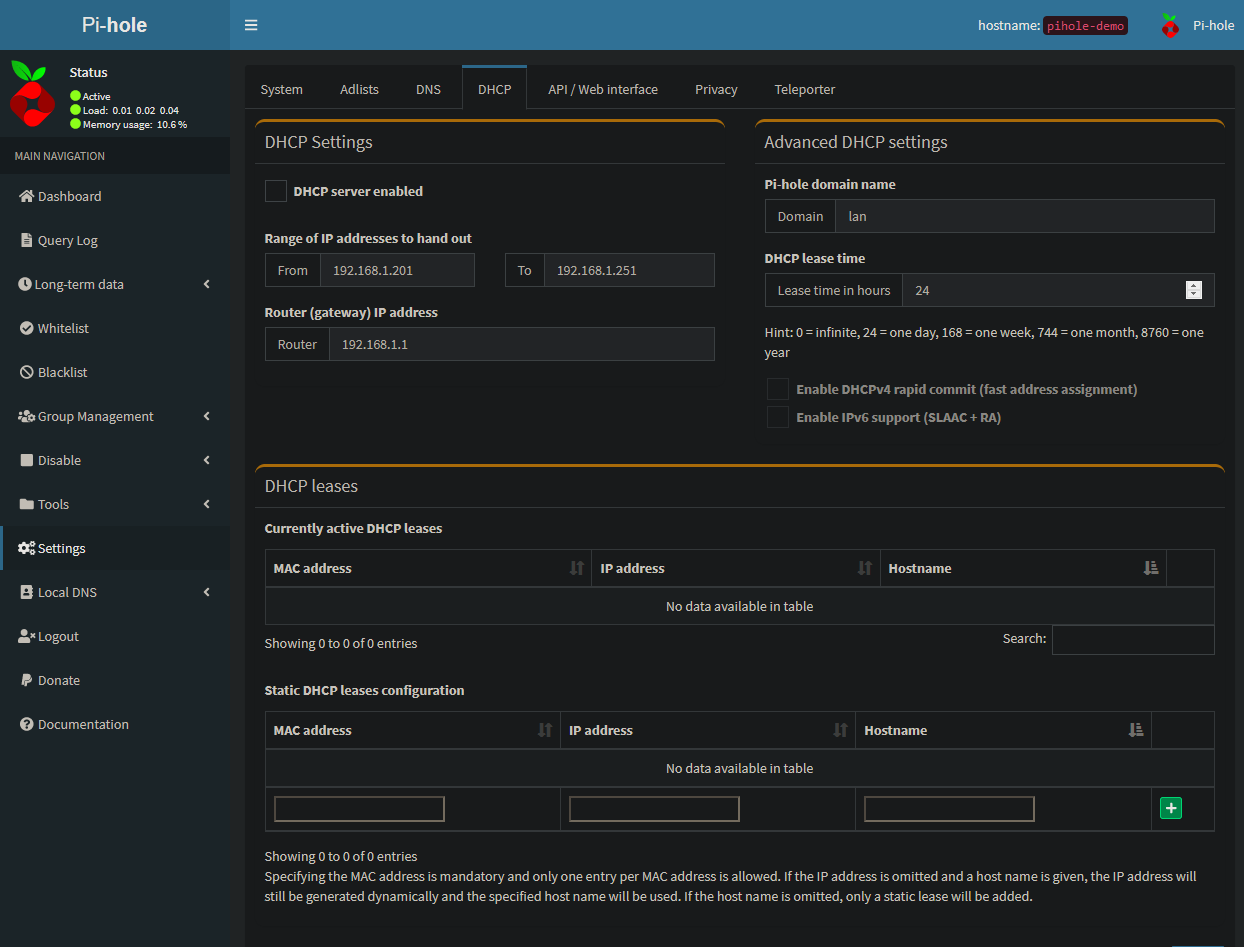 Pi-hole
hostname: pihole-demo
Pi-hole
Status
Active
Load: 0.01 0.02 0.04
Memory usage: 10.6 %
MAIN NAVIGATION
Dashboard
Query Log
Long-term data
Whitelist
Blacklist
Group Management
Disable
Tools
Settings
Local DNS
Logout
Donate
Documentation
System Adlists DNS DHCP API / Web interface Privacy Teleporter
DHCP Settings
DHCP server enabled
Range of IP addresses to hand out
From 192.168.1.201 To 192.168.1.251
Router (gateway) IP address
Router 192.168.1.1
Advanced DHCP settings
Pi-hole domain name
Domain lan
DHCP lease time
Lease time in hours 24
Hint: 0 = infinite, 24 = one day, 168 = one week, 744 = one month, 8760 = one
year
Enable DHCPv4 rapid commit (fast address assignment)
Enable IPv6 support (SLAAC + RA)
DHCP leases
Currently active DHCP leases
MAC address IP address Hostname
No data available in table
Showing 0 to 0 of 0 entries
Search:
Static DHCP leases configuration
MAC address IP address Hostname
No data available in table
Showing 0 to 0 of 0 entries
Specifying the MAC address is mandatory and only one entry per MAC address is allowed. If the IP address is omitted and a host name is given, the IP address will
still be generated dynamically and the specified host name will be used. If the host name is omitted, only a static lease will be added.